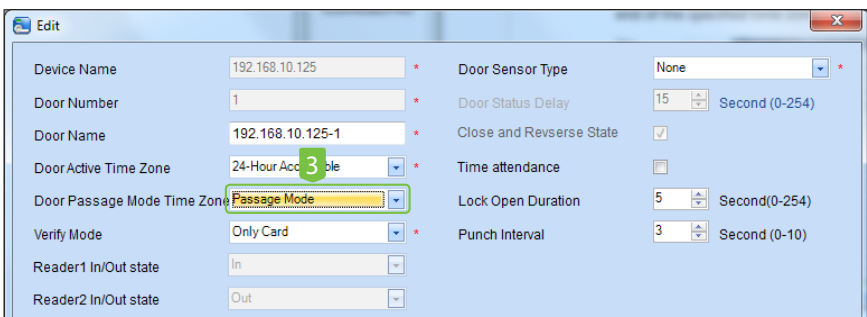 Edit
Device Name 192.168.10.125 *
Door Number 1 *
Door Name 192.168.10.125-1 *
Door Active Time Zone 24-Hour 3 *
Door Passage Mode Time Zone Passage Mode
Verify Mode Only Card *
Reader1 In/Out state In
Reader2 In/Out state Out
Door Sensor Type None *
Door Status Delay 15 Second (0-254)
Close and Revserse State
Time attendance
Lock Open Duration 5 Second(0-254)
Punch Interval 3 Second (0-10)